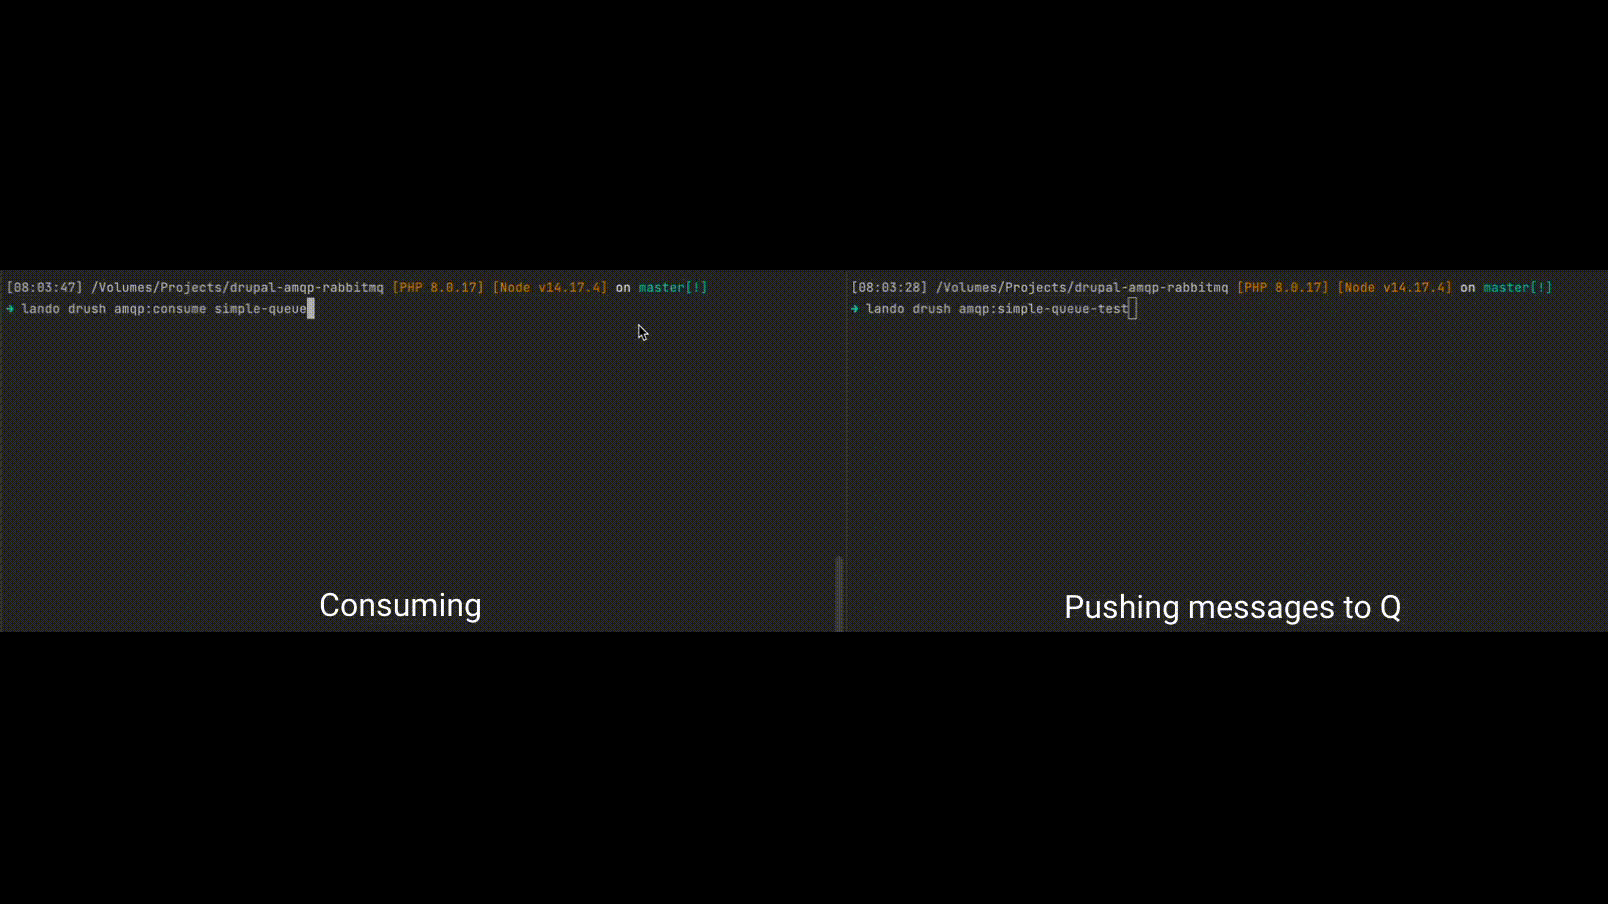 [08:03:47] /Volumes/Projects/drupal-amqp-rabbitmq [PHP 8.0.17] [Node v14.17.4] on master[!]
➜ lando drush amqp:consume simple-queue
Consuming
[08:03:28] /Volumes/Projects/drupal-amqp-rabbitmq [PHP 8.0.17] [Node v14.17.4] on master[!]
➜ lando drush amqp:simple-queue-test
Pushing messages to Q